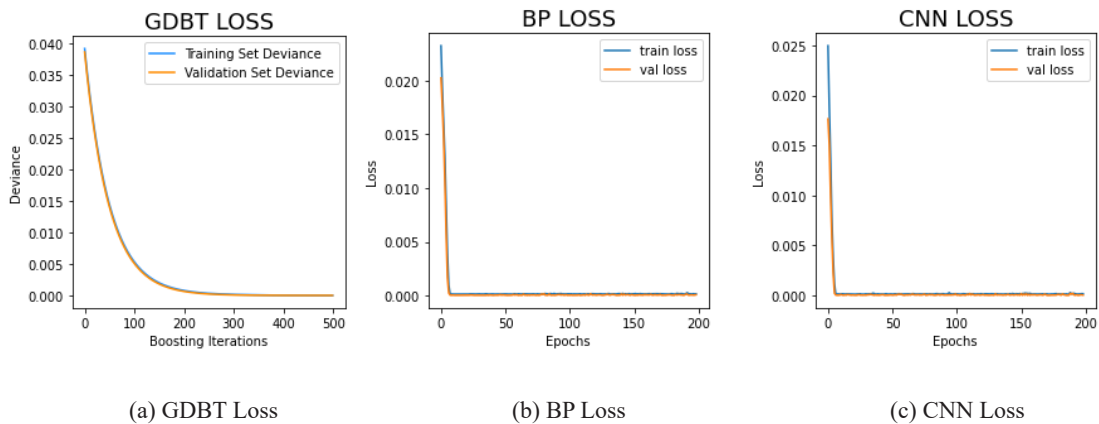 GDBT LOSS
0.040
0.035
0.030
0.025
0.020
0.015
0.010
0.005
0.000
Deviance
Training Set Deviance
Validation Set Deviance
0 100 200 300 400 500
Boosting Iterations
BP LOSS
0.020
0.015
0.010
0.005
0.000
Loss
train loss
val loss
0 50 100 150 200
Epochs
CNN LOSS
0.025
0.020
0.015
0.010
0.005
0.000
Loss
train loss
val loss
0 50 100 150 200
Epochs
(a) GDBT Loss
(b) BP Loss
(c) CNN Loss